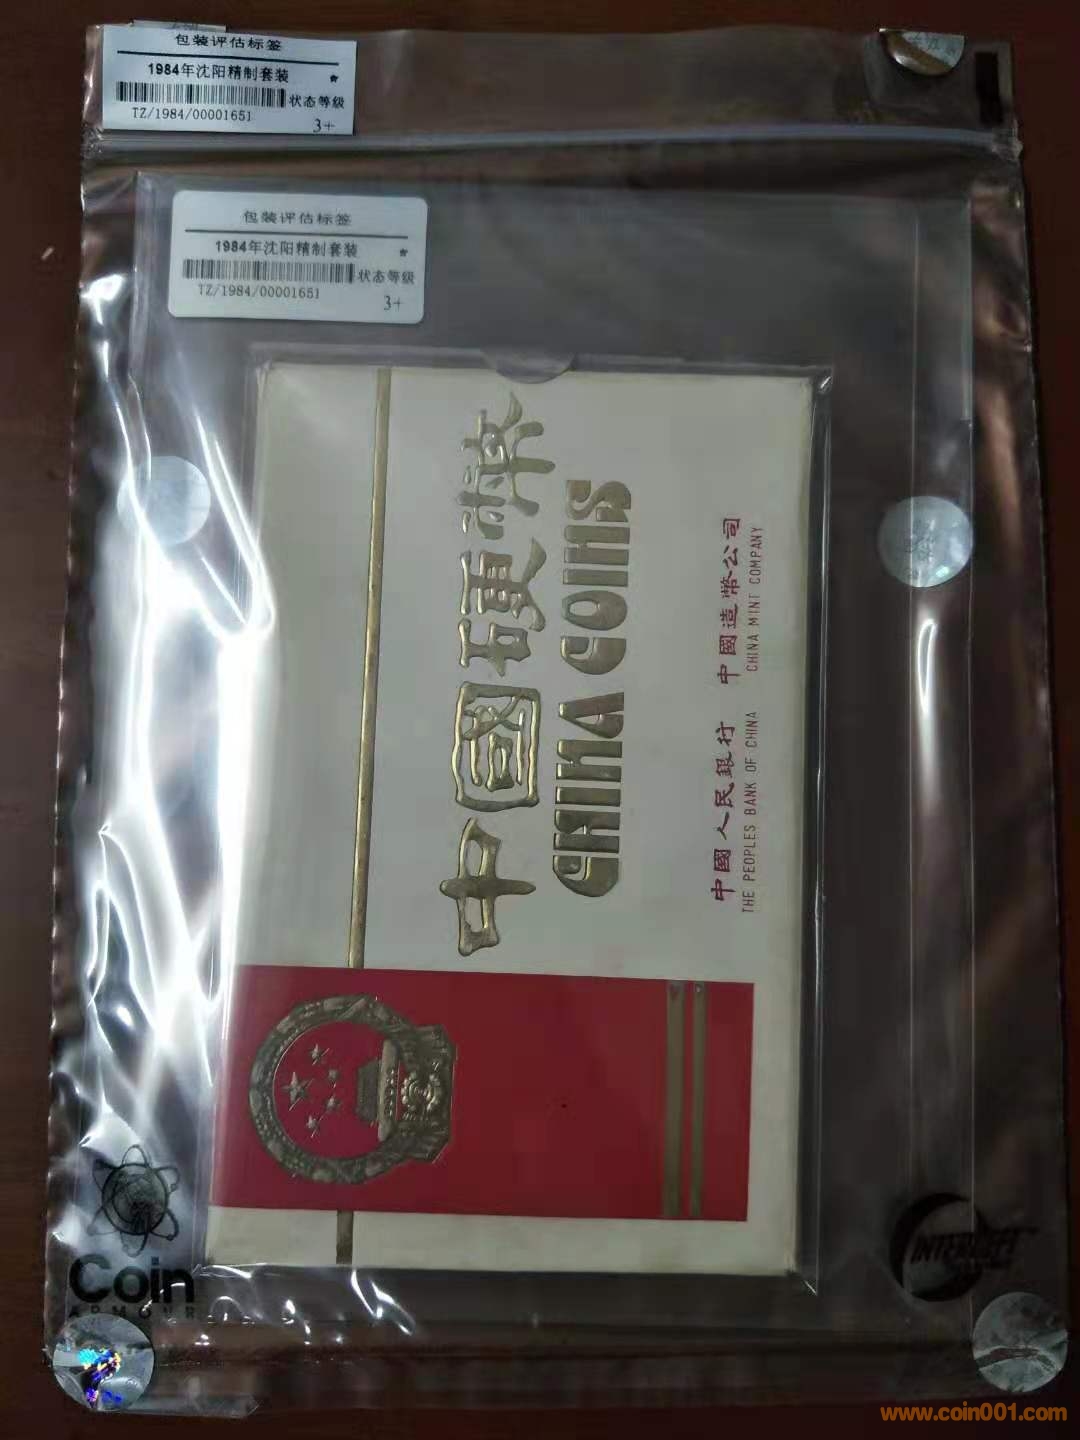 包装评估标签
1984年沈阳精制套装 *
状态等级
TZ/1984/00001651
3+
包装评估标签
1984年沈阳精制套装 *
状态等级
TZ/1984/00001651
3+
中國硬幣
CHINA COINS
中國人民銀行 中國造幣公司
THE PEOPLES BANK OF CHINA CHINA MINT COMPANY
Coin
ARMOUR
INTERCEPT
www.coin001.com